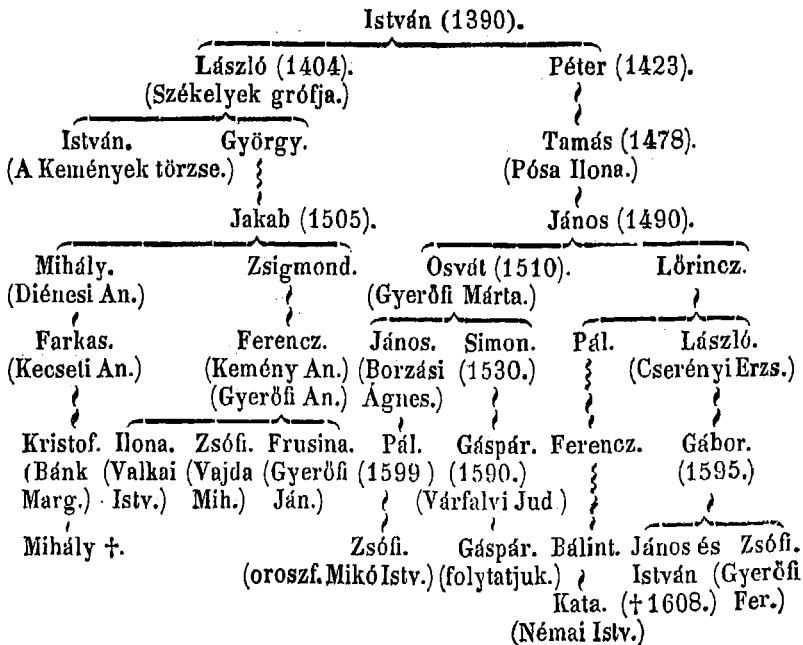 István (1390).
László (1404). Péter (1423).
(Székelyek grófja.)
István. György. Tamás (1478).
(A Kemények törzse.) (Pósa Ilona.)
Jakab (1505). János (1490).
Mihály. Zsigmond. Osvát (1510). Lőrincz.
(Diénesi An.) (Gyerőfi Márta.)
Farkas. Ferencz. János. Simon. Pál. László.
(Kecseti An.) (Kemény An.) (Borzási (1530.) (Cserényi Erzs.)
(Gyerőfi An.) Ágnes.)
Kristof. Ilona. Zsófi. Frusina. Pál. Gáspár. Ferencz. Gábor.
(Bánk (Valkai (Vajda (Gyerőfi (1599) (1590.) (1595.)
Marg.) Istv.) Mih.) Ján.) (Várfalvi Jud.)
Mihály †. Zsófi. Gáspár. Bálint. János és Zsófi.
(oroszf. Mikó Istv.) (folytatjuk.) István (Gyerőfi
Kata. († 1608.) Fer.)
(Némai Istv.)